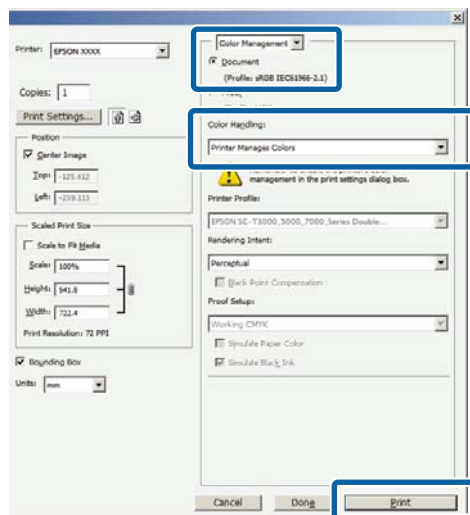 Printer: EPSON XXXX
Copies: 1
Print Settings...
Position
Center Image
Top: -125.412
Left: -259.115
Scaled Print Size
Scale to Fit Media
Scale: 100%
Height: 541.8
Width: 722.4
Print Resolution: 72 PPI
Bounding Box
Units: mm
Color Management
Document
(Profile: sRGB IEC61966-2.1)
Color Handling:
Printer Manages Colors
management in the print settings dialog box.
Printer Profile:
EPSON SC-T3000_5000_7000_Series Double...
Rendering Intent:
Perceptual
Black Point Compensation
Proof Setup:
Working CMYK
Simulate Paper Color
Simulate Black Ink
Cancel
Done
Print